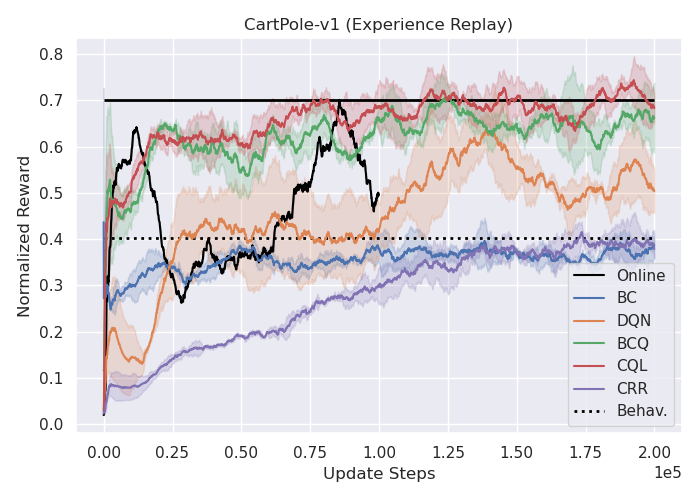 CartPole-v1 (Experience Replay)
Normalized Reward
0.8
0.7
0.6
0.5
0.4
0.3
0.2
0.1
0.0
Online
BC
DQN
BCQ
CQL
CRR
Behav.
0.00 0.25 0.50 0.75 1.00 1.25 1.50 1.75 2.00
1e5
Update Steps